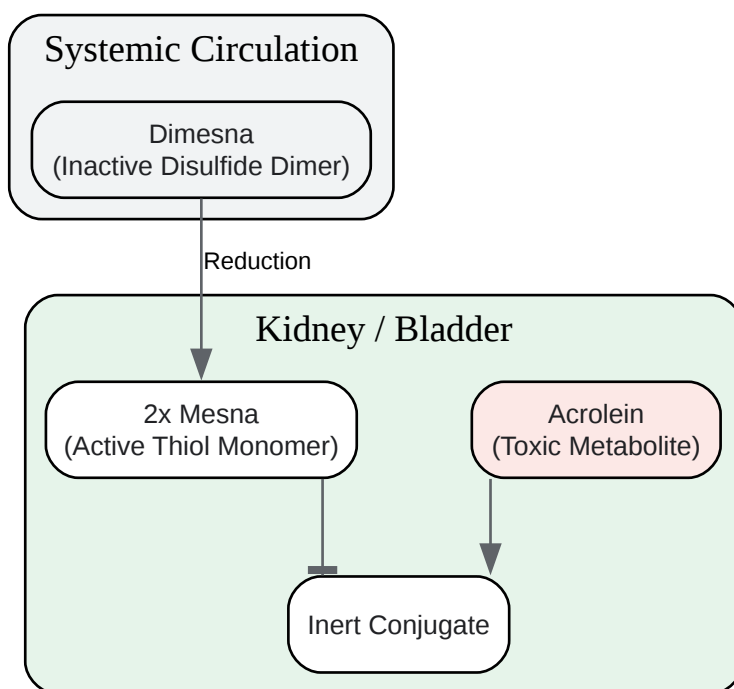 Systemic Circulation
Dimesna
(Inactive Disulfide Dimer)
Reduction
Kidney / Bladder
2x Mesna
(Active Thiol Monomer)
Acrolein
(Toxic Metabolite)
Inert Conjugate